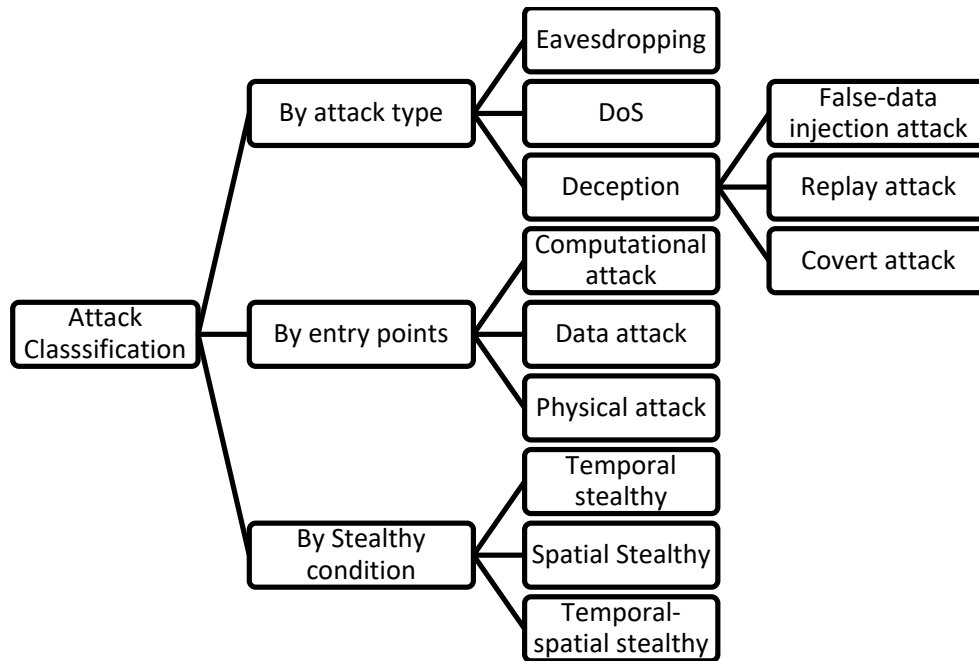 Eavesdropping
By attack type
DoS
False-data
injection attack
Deception
Replay attack
Covert attack
Computational
attack
Attack
Classsification
By entry points
Data attack
Physical attack
Temporal
stealthy
By Stealthy
condition
Spatial Stealthy
Temporal-
spatial stealthy